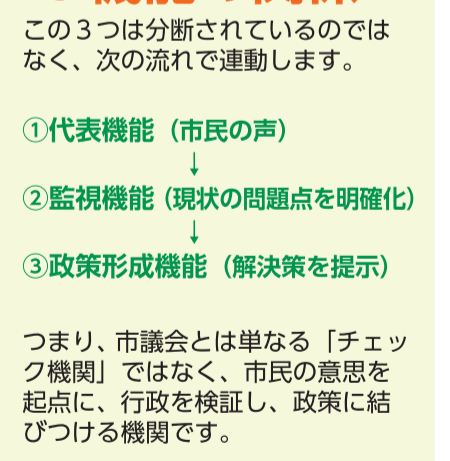 この３つは分断されているのでは
なく、次の流れで連動します。
①代表機能（市民の声）
↓
②監視機能（現状の問題点を明確化）
↓
③政策形成機能（解決策を提示）
つまり、市議会とは単なる「チェッ
ク機関」ではなく、市民の意思を
起点に、行政を検証し、政策に結
びつける機関です。